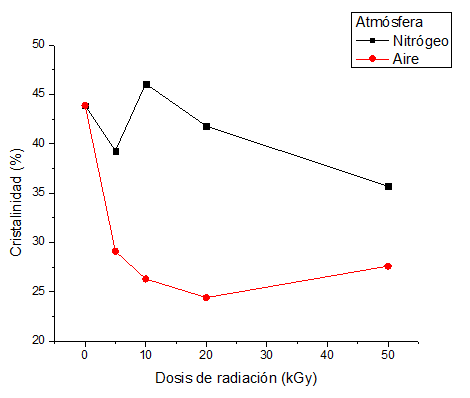 Atmósfera
Nitrógeo
Aire
50
45
40
35
30
25
20
Cristalinidad (%)
0 10 20 30 40 50
Dosis de radiación (kGy)